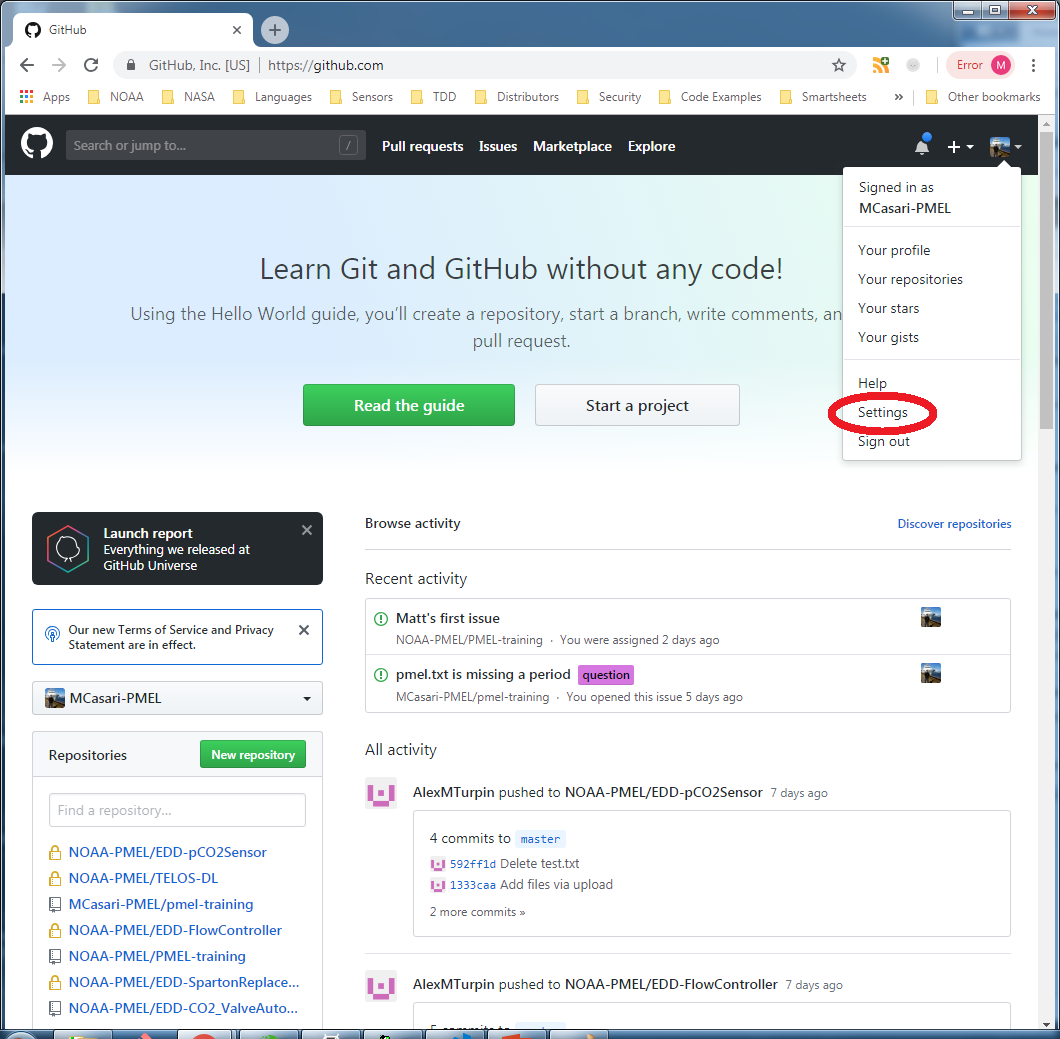 GitHub
GitHub, Inc. [US] | https://github.com
Error M
Apps NOAA NASA Languages Sensors TDD Distributors Security Code Examples Smartsheets » Other bookmarks
Search or jump to... /
Pull requests Issues Marketplace Explore
Signed in as
MCasari-PMEL
Your profile
Your repositories
Your stars
Your gists
Help
Settings
Sign out
Learn Git and GitHub without any code!
Using the Hello World guide, you’ll create a repository, start a branch, write comments, an
pull request.
Read the guide
Start a project
Launch report
Everything we released at
GitHub Universe
Our new Terms of Service and Privacy
Statement are in effect.
MCasari-PMEL
Repositories
New repository
Find a repository...
NOAA-PMEL/EDD-pCO2Sensor
NOAA-PMEL/TELOS-DL
MCasari-PMEL/pmel-training
NOAA-PMEL/EDD-FlowController
NOAA-PMEL/PMEL-training
NOAA-PMEL/EDD-SpartonReplace...
NOAA-PMEL/EDD-CO2_ValveAuto...
Browse activity
Discover repositories
Recent activity
Matt's first issue
NOAA-PMEL/PMEL-training · You were assigned 2 days ago
pmel.txt is missing a period question
MCasari-PMEL/pmel-training · You opened this issue 5 days ago
All activity
AlexMTurpin pushed to NOAA-PMEL/EDD-pCO2Sensor 7 days ago
4 commits to master
592ff1d Delete test.txt
1333caa Add files via upload
2 more commits »
AlexMTurpin pushed to NOAA-PMEL/EDD-FlowController 7 days ago